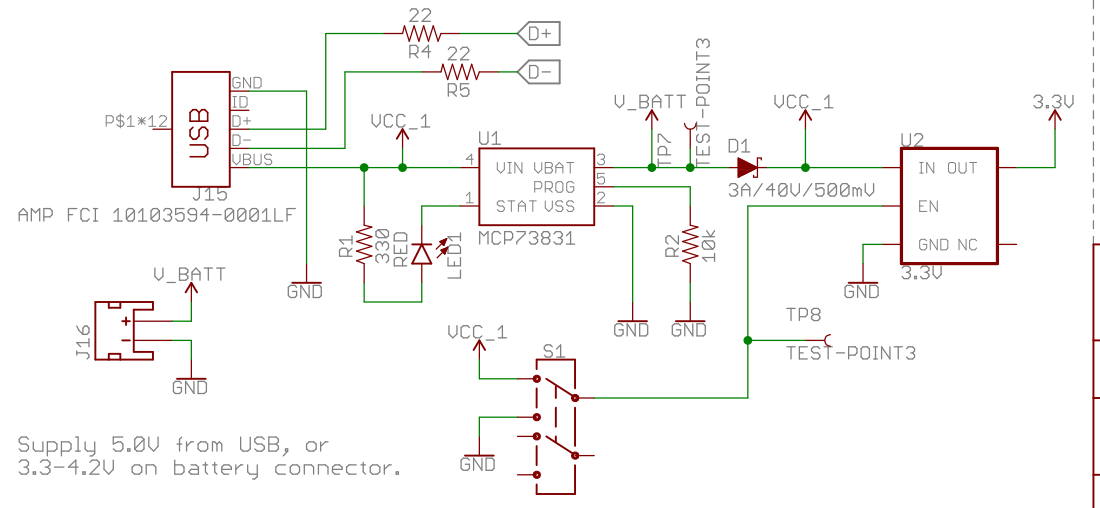 22
D+
R4
22
D-
R5
GND
ID
D+
D-
VBUS
USB
P$1*12
J15
AMP FCI 10103594-0001LF
VCC_1
U1
4
VIN VBAT
3
PROG
5
1
STAT VSS
2
MCP73831
V_BATT
TP7
TEST-POINT3
D1
3A/40V/500mV
VCC_1
3.3V
U2
IN OUT
EN
GND NC
3.3V
R1
330
RED
LED1
R2
10k
GND
GND
GND
GND
V_BATT
J16
+
-
GND
VCC_1
S1
GND
TP8
TEST-POINT3
Supply 5.0V from USB, or
3.3-4.2V on battery connector.